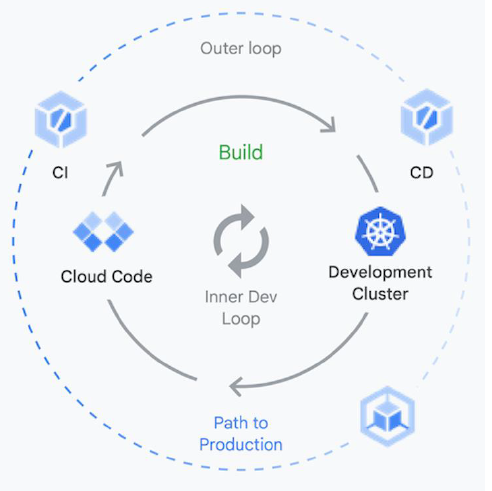 Outer loop
CI
Build
CD
Cloud Code
Development
Cluster
Inner Dev
Loop
Path to
Production